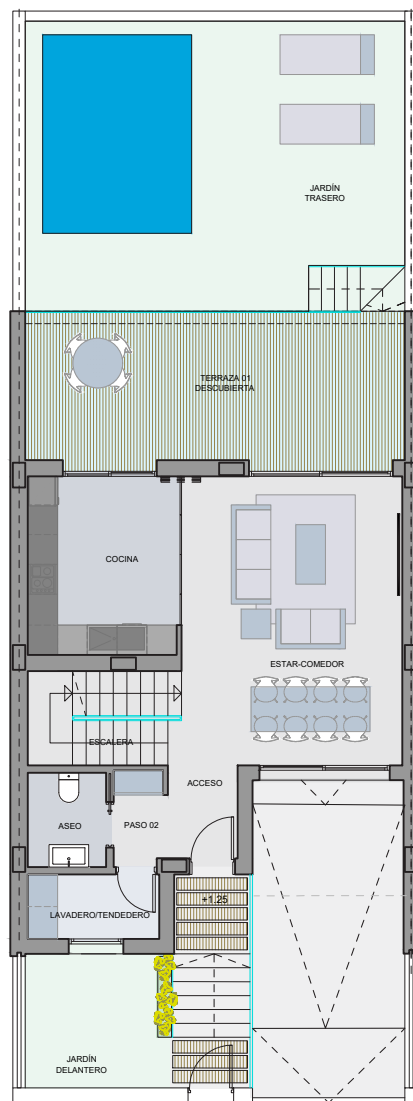 JARDÍN
TRASERO
TERRAZA 01
DESCUBIERTA
COCINA
ESTAR-COMEDOR
ESCALERA
ACCESO
ASEO
PASO 02
+1.25
LAVADERO/TENDEDERO
JARDÍN
DELANTERO